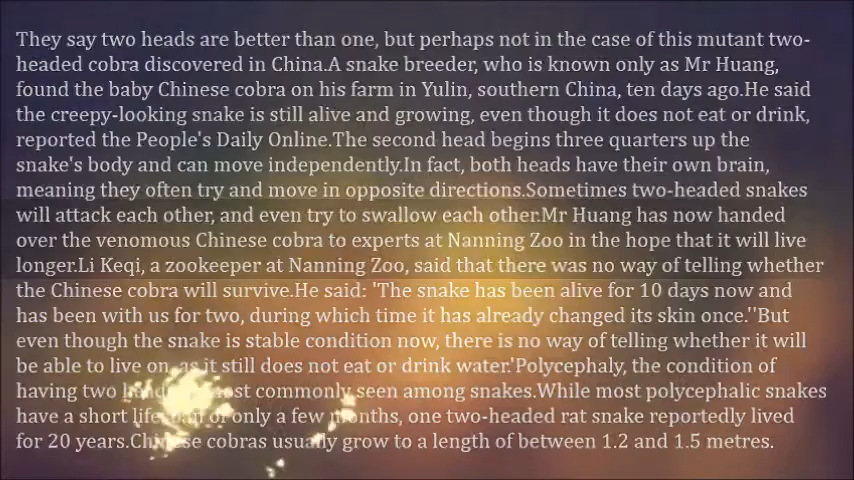 They say two heads are better than one, but perhaps not in the case of this mutant two-
headed cobra discovered in China.A snake breeder, who is known only as Mr Huang,
found the baby Chinese cobra on his farm in Yulin, southern China, ten days ago.He said
the creepy-looking snake is still alive and growing, even though it does not eat or drink,
reported the People's Daily Online.The second head begins three quarters up the
snake's body and can move independently.In fact, both heads have their own brain,
meaning they often try and move in opposite directions.Sometimes two-headed snakes
will attack each other, and even try to swallow each other.Mr Huang has now handed
over the venomous Chinese cobra to experts at Nanning Zoo in the hope that it will live
longer.Li Keqi, a zookeeper at Nanning Zoo, said that there was no way of telling whether
the Chinese cobra will survive.He said: 'The snake has been alive for 10 days now and
has been with us for two, during which time it has already changed its skin once.''But
even though the snake is stable condition now, there is no way of telling whether it will
be able to live on, as it still does not eat or drink water.'Polycephaly, the condition of
having two most commonly seen among snakes.While most polycephalic snakes
have a short of only a few months, one two-headed rat snake reportedly lived
for 20 years.Chinese cobras usually grow to a length of between 1.2 and 1.5 metres.